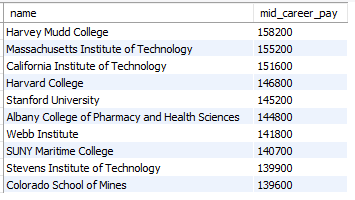 name mid_career_pay
Harvey Mudd College 158200
Massachusetts Institute of Technology 155200
California Institute of Technology 151600
Harvard College 146800
Stanford University 145200
Albany College of Pharmacy and Health Sciences 144800
Webb Institute 141800
SUNY Maritime College 140700
Stevens Institute of Technology 139900
Colorado School of Mines 139600